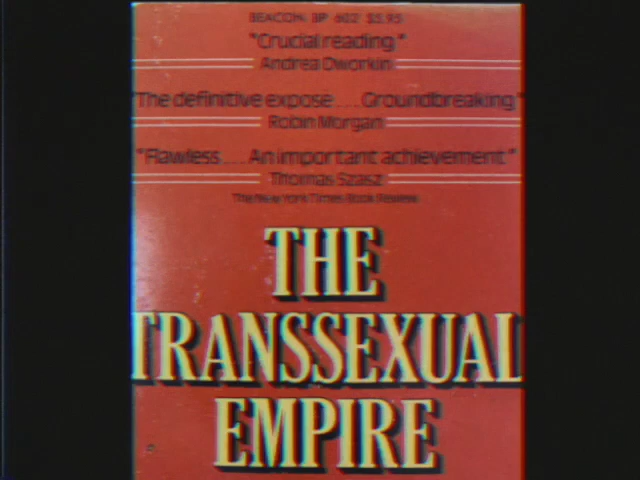 BEACON BP 602 $5.95
"Crucial reading."
Andrea Dworkin
"The definitive expose.... Groundbreaking."
Robin Morgan
"Flawless.... An important achievement."
Thomas Szasz
The New York Times Book Review
THE
TRANSSEXUAL
EMPIRE